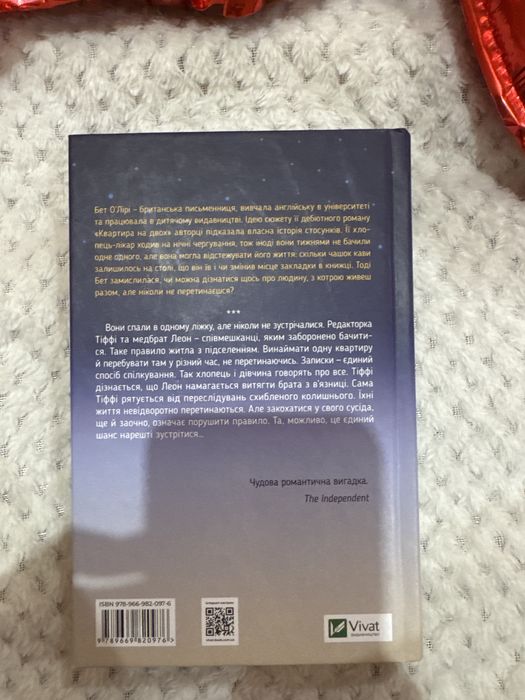 Бет О'Лірі – британська письменниця, вивчала англійську в університеті
та працювала в дитячому видавництві. Ідею сюжету її дебютного роману
«Квартира на двох» авторці підказала власна історія стосунків. Її хло-
пець-лікар ходив на нічні чергування, тож іноді вони тижнями не бачили
одне одного, але вона могла відстежувати його життя: скільки чашок кави
залишилось на столі, що він їв і чи змінив місце закладки в книжці. Тоді
Бет замислилася, чи можна дізнатися щось про людину, з котрою живеш
разом, але ніколи не перетинаєшся?
***
Вони спали в одному ліжку, але ніколи не зустрічалися. Редакторка
Тіффі та медбрат Леон – співмешканці, яким заборонено бачити-
ся. Таке правило житла з підселенням. Винаймати одну квартиру
й перебувати там у різний час, не перетинаючись. Записки – єдиний
спосіб спілкування. Так хлопець і дівчина говорять про все. Тіффі
дізнається, що Леон намагається витягти брата з в'язниці. Сама
Тіффі рятується від переслідувань схибленого колишнього. Їхні
життя невідворотно перетинаються. Але закохатися у свого сусіда,
ще й заочно, означає порушити правило. Та, можливо, це єдиний
шанс нарешті зустрітися...
Чудова романтична вигадка.
The Independent
ISBN 978-966-982-097-6
9 789669 820976 >
Vivat
видавництво